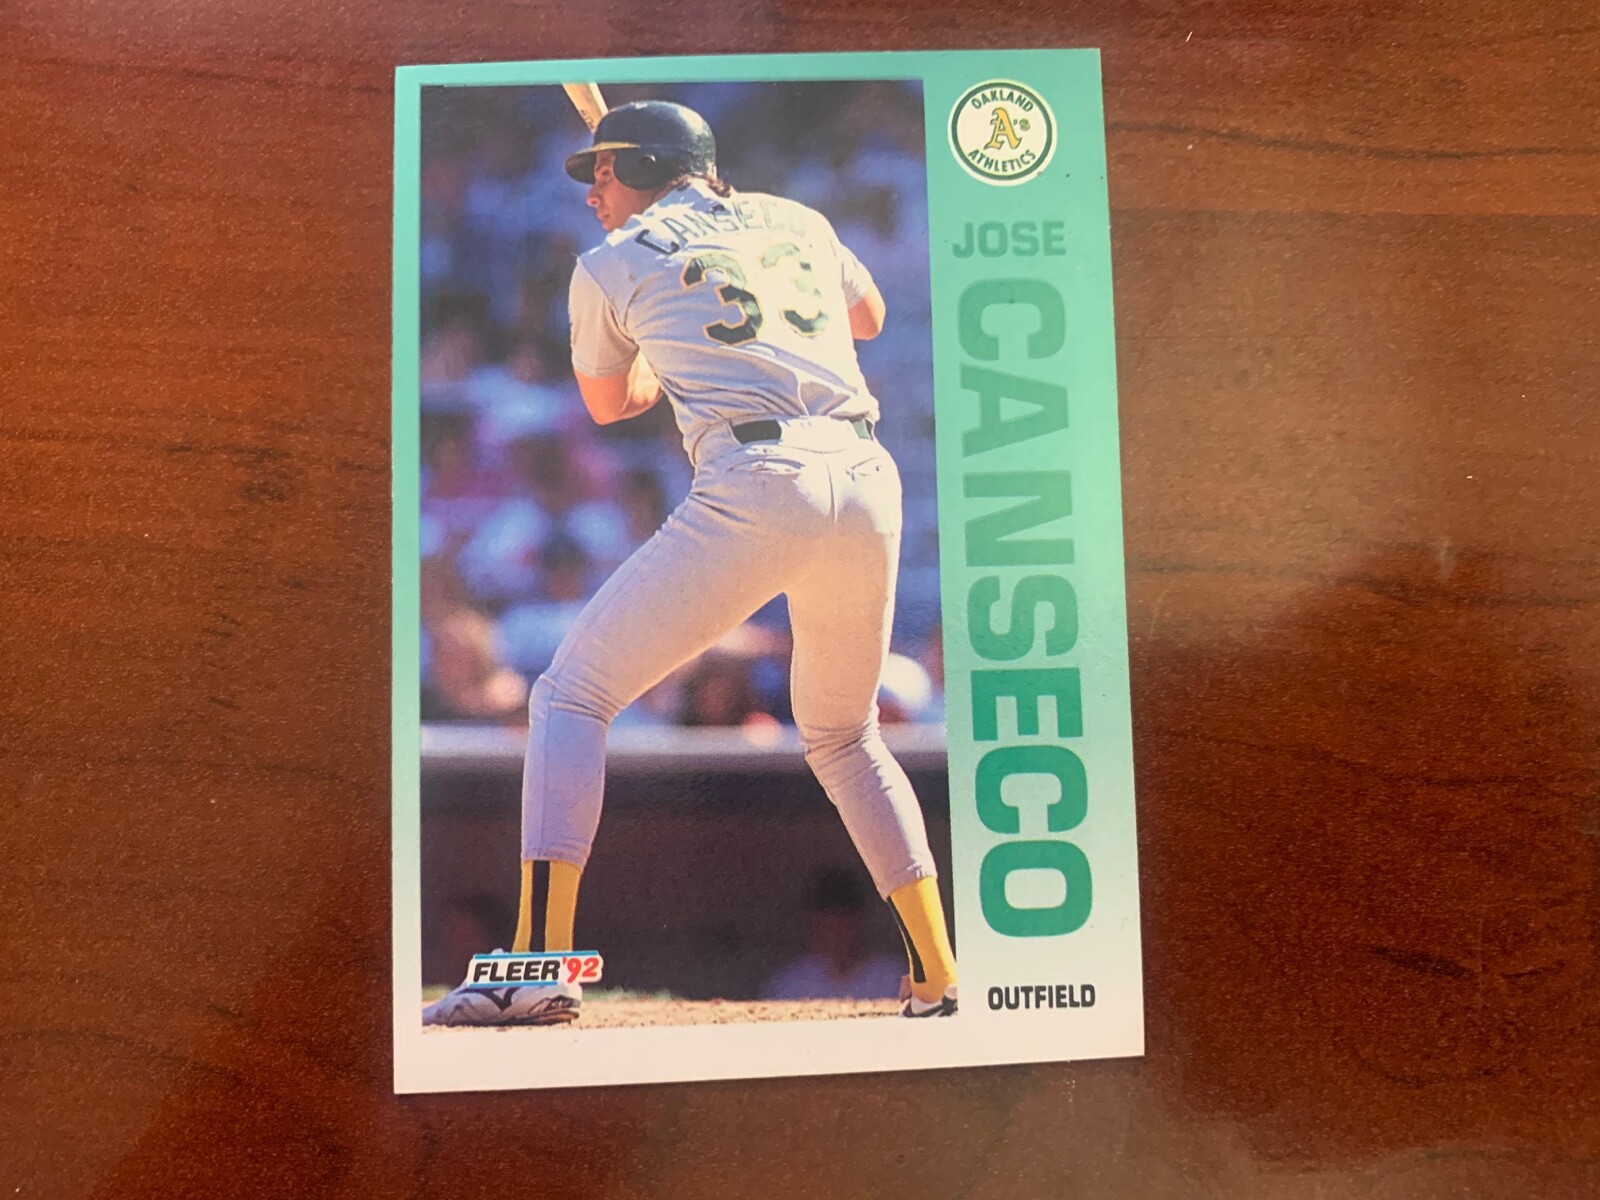 OAKLAND
A's
ATHLETICS
JOSE
CANSECO
CANSECO
33
FLEER'92
OUTFIELD